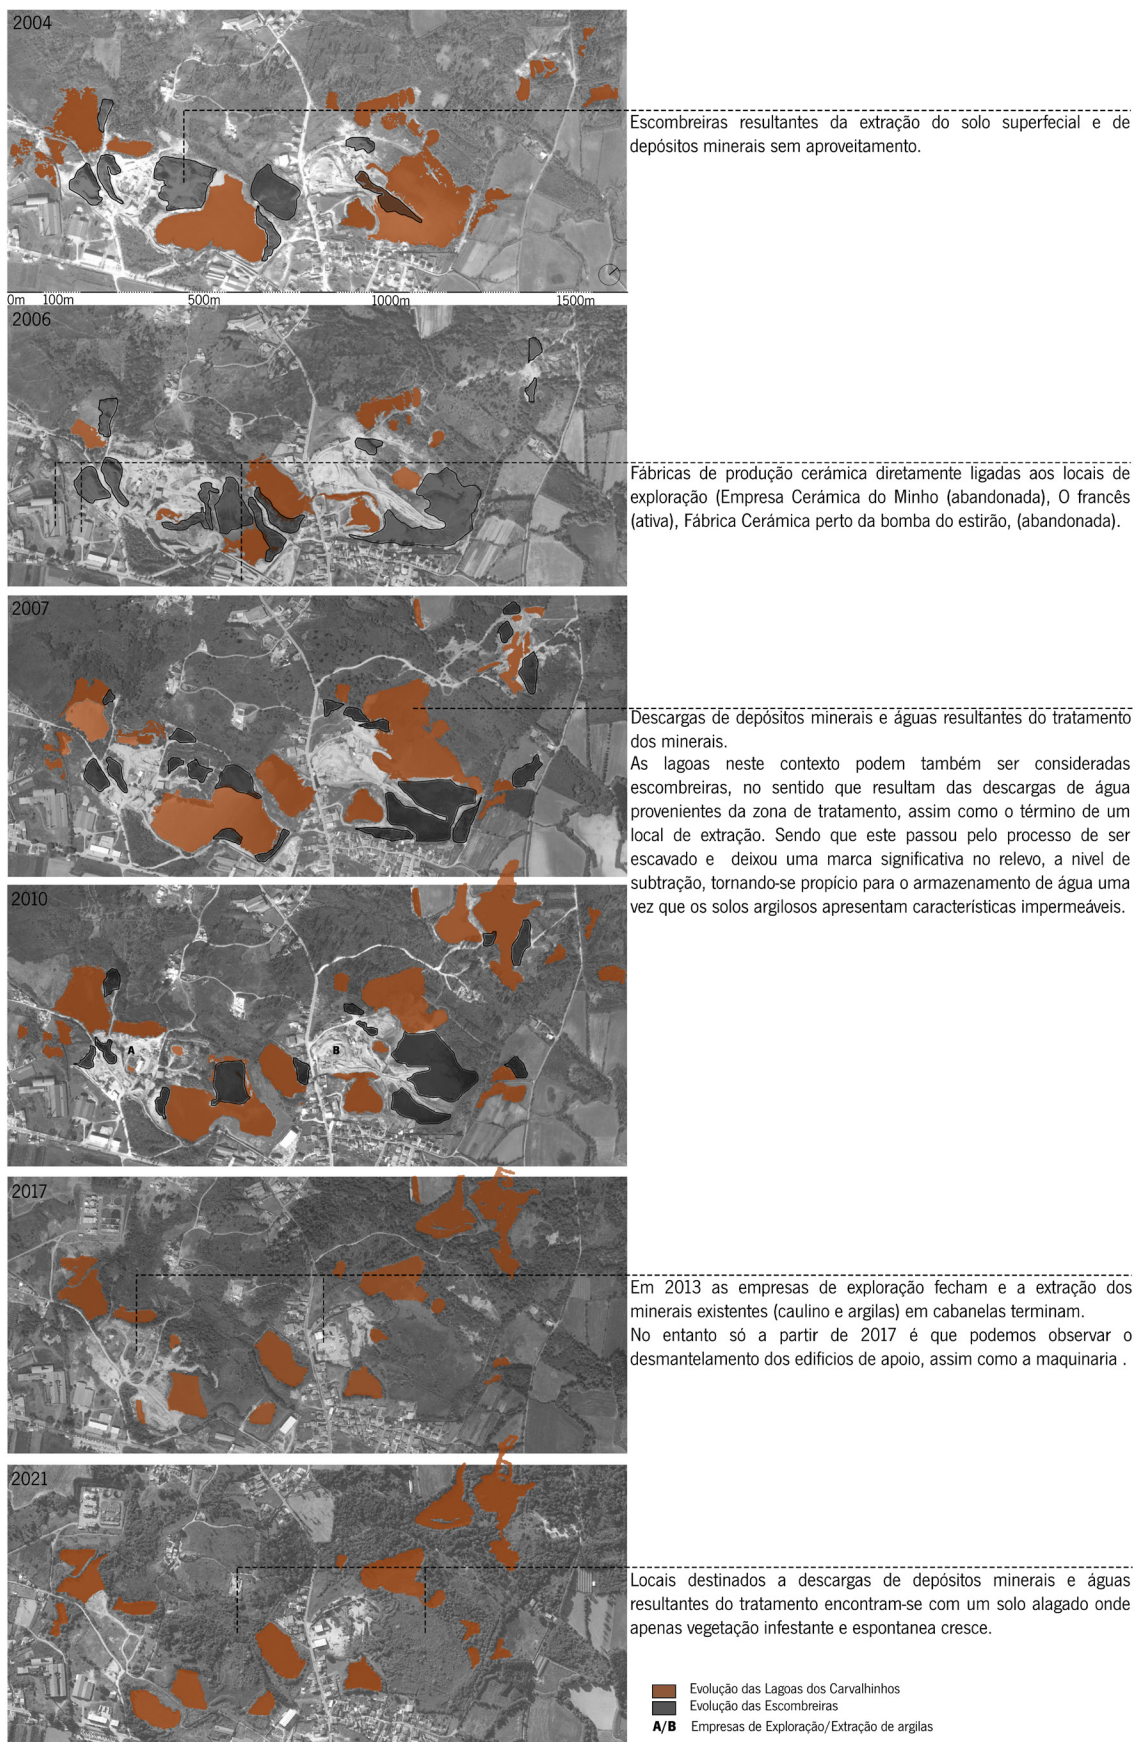 2004
Escombreiras resultantes da extração do solo superfecial e de
depósitos minerais sem aproveitamento.
0m 100m 500m 1000m 1500m
2006
Fábricas de produção cerámica diretamente ligadas aos locais de
exploração (Empresa Cerámica do Minho (abandonada), O francês
(ativa), Fábrica Cerámica perto da bomba do estirão, (abandonada).
2007
Descargas de depósitos minerais e águas resultantes do tratamento
dos minerais.
As lagoas neste contexto podem também ser consideradas
escombreiras, no sentido que resultam das descargas de água
provenientes da zona de tratamento, assim como o término de um
local de extração. Sendo que este passou pelo processo de ser
escavado e deixou uma marca significativa no relevo, a nivel de
subtração, tornando-se propício para o armazenamento de água uma
vez que os solos argilosos apresentam características impermeáveis.
2010
A
B
2017
Em 2013 as empresas de exploração fecham e a extração dos
minerais existentes (caulino e argilas) em cabanelas terminam.
No entanto só a partir de 2017 é que podemos observar o
desmantelamento dos edificios de apoio, assim como a maquinaria .
2021
Locais destinados a descargas de depósitos minerais e águas
resultantes do tratamento encontram-se com um solo alagado onde
apenas vegetação infestante e espontanea cresce.
Evolução das Lagoas dos Carvalhinhos
Evolução das Escombreiras
A/B Empresas de Exploração/Extração de argilas